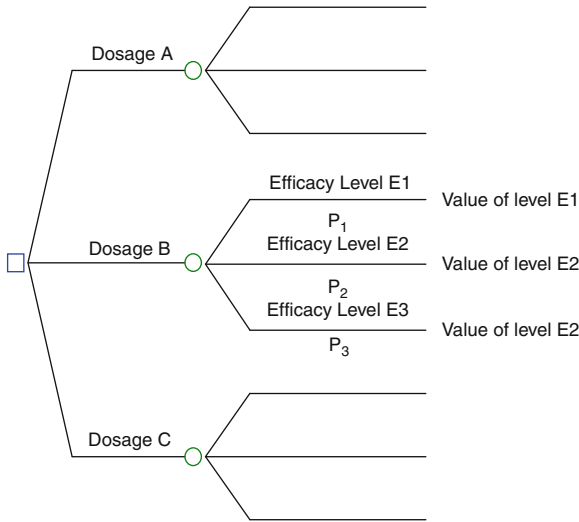 Dosage A
Efficacy Level E1
Value of level E1
P1
Efficacy Level E2
Dosage B
Value of level E2
P2
Efficacy Level E3
Value of level E2
P3
Dosage C